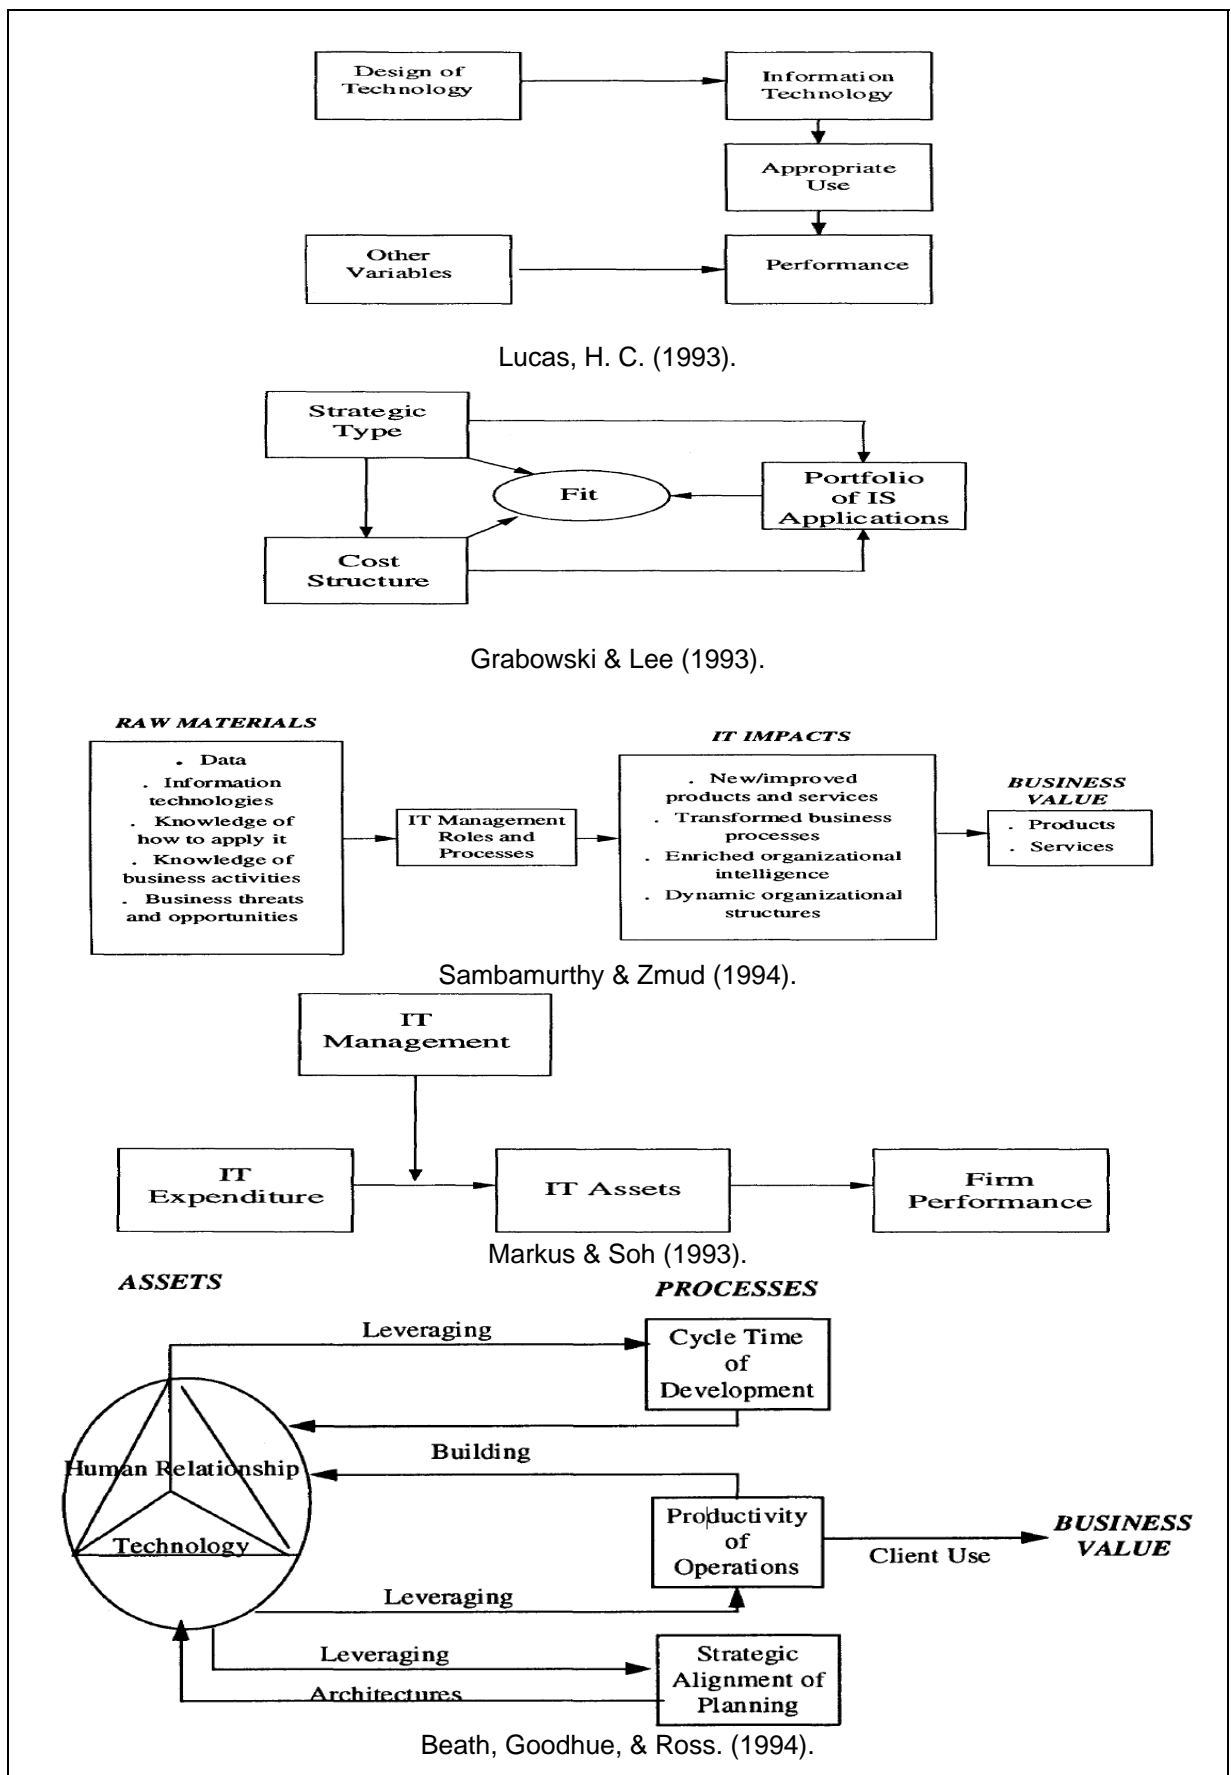 Design of
Technology
Information
Technology
Appropriate
Use
Other
Variables
Performance
Lucas, H. C. (1993).
Strategic
Type
Fit
Portfolio
of IS
Applications
Cost
Structure
Grabowski & Lee (1993).
RAW MATERIALS
. Data
. Information
technologies
. Knowledge of
how to apply it
. Knowledge of
business activities
. Business threats
and opportunities
IT Management
Roles and
Processes
IT IMPACTS
. New/improved
products and services
. Transformed business
processes
. Enriched organizational
intelligence
. Dynamic organizational
structures
BUSINESS
VALUE
. Products
. Services
Sambamurthy & Zmud (1994).
IT
Management
IT
Expenditure
IT Assets
Firm
Performance
Markus & Soh (1993).
ASSETS
PROCESSES
Leveraging
Cycle Time
of
Development
Building
Human Relationship
Technology
Productivity
of
Operations
Client Use
BUSINESS
VALUE
Leveraging
Leveraging
Architectures
Strategic
Alignment of
Planning
Beath, Goodhue, & Ross. (1994).